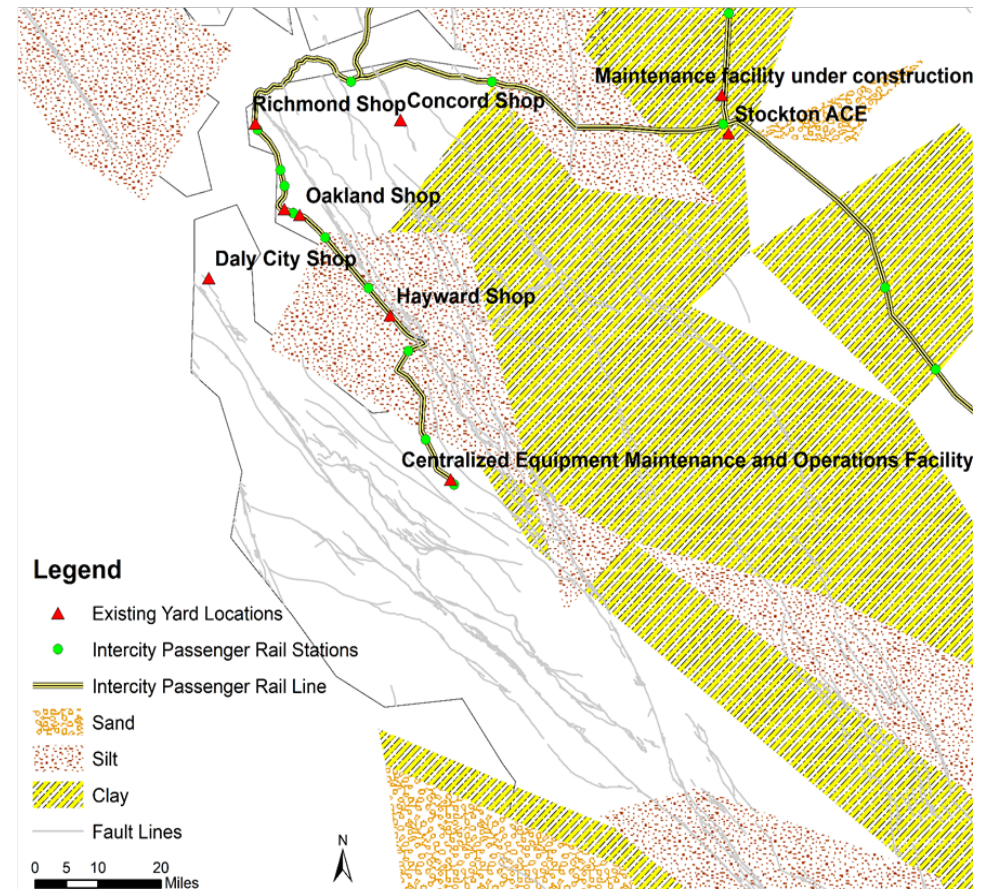 Maintenance facility under construction
Richmond Shop
Concord Shop
Stockton ACE
Oakland Shop
Daly City Shop
Hayward Shop
Centralized Equipment Maintenance and Operations Facility
Legend
Existing Yard Locations
Intercity Passenger Rail Stations
Intercity Passenger Rail Line
Sand
Silt
Clay
Fault Lines
N
0 5 10 20
Miles